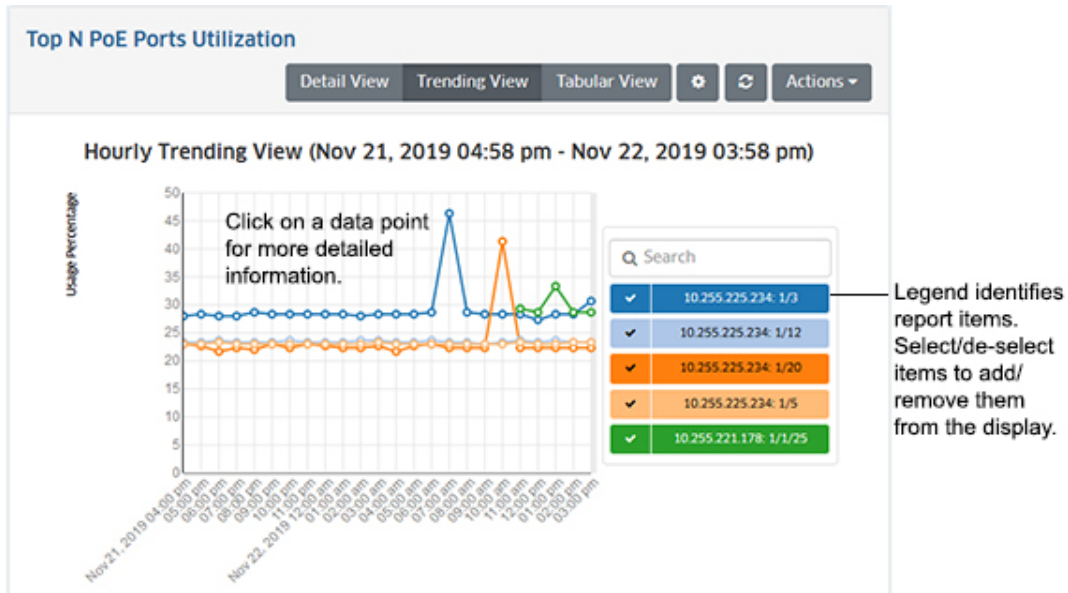 Top N PoE Ports Utilization
Detail View Trending View Tabular View Actions
Hourly Trending View (Nov 21, 2019 04:58 pm - Nov 22, 2019 03:58 pm)
Usage Percentage
50
45
40
35
30
25
20
15
10
5
0
Click on a data point
for more detailed
information.
Nov 21, 2019 04:00 pm
05:00 pm
06:00 pm
07:00 pm
08:00 pm
09:00 pm
10:00 pm
11:00 pm
Nov 22, 2019 12:00 am
01:00 am
02:00 am
03:00 am
04:00 am
05:00 am
06:00 am
07:00 am
08:00 am
09:00 am
10:00 am
11:00 am
12:00 pm
01:00 pm
02:00 pm
03:00 pm
Search
10.255.225.234: 1/3
10.255.225.234: 1/12
10.255.225.234: 1/20
10.255.225.234: 1/5
10.255.221.178: 1/1/25
Legend identifies
report items.
Select/de-select
items to add/
remove them
from the display.